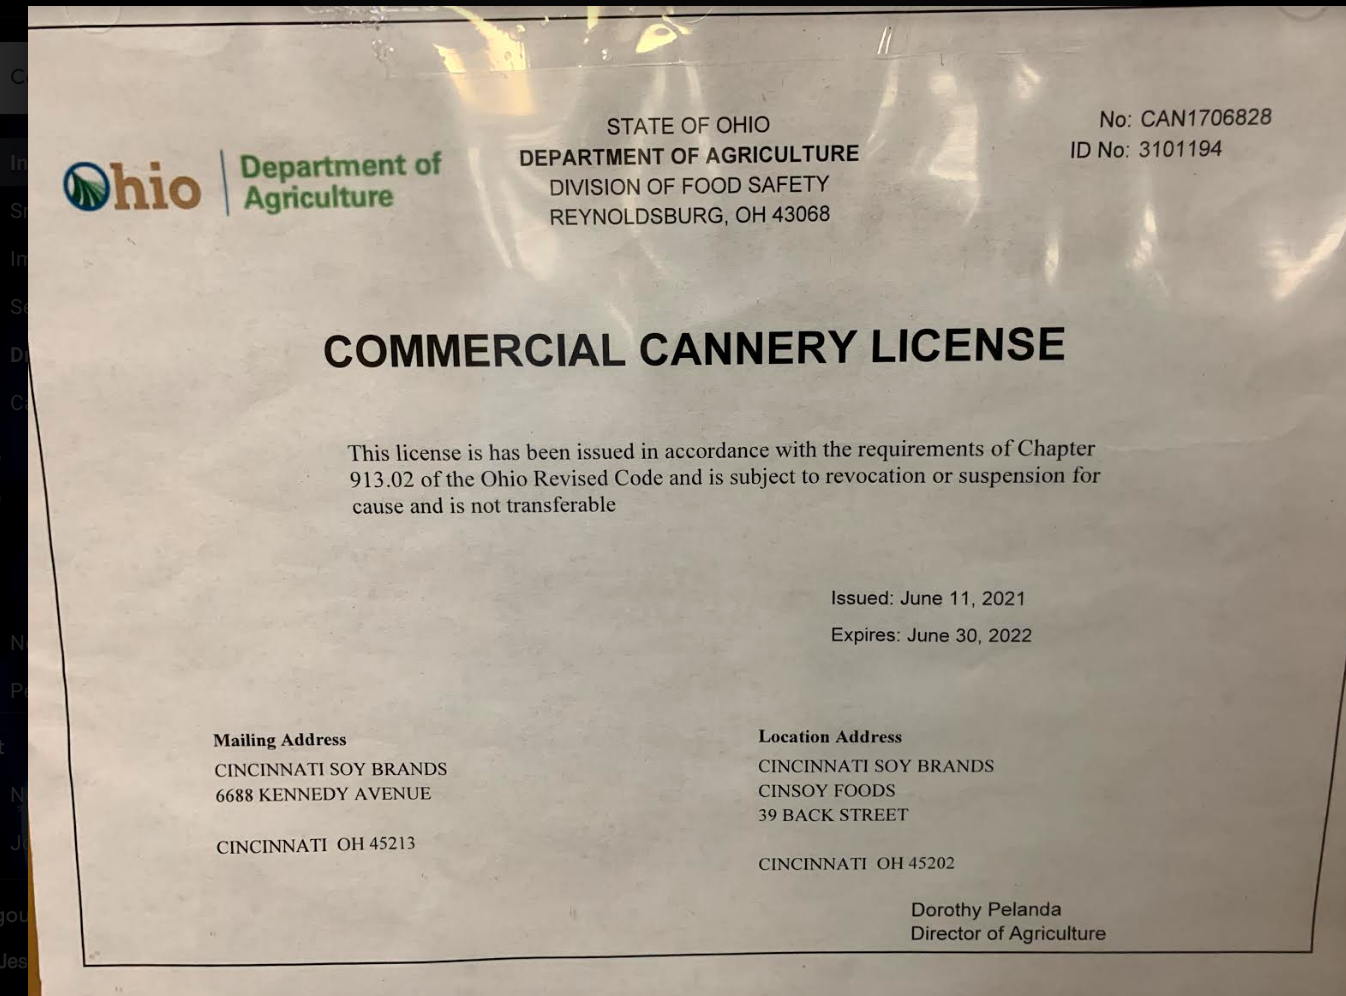 Ohio
Department of
Agriculture
STATE OF OHIO
DEPARTMENT OF AGRICULTURE
DIVISION OF FOOD SAFETY
REYNOLDSBURG, OH 43068
No: CAN1706828
ID No: 3101194
COMMERCIAL CANNERY LICENSE
This license is has been issued in accordance with the requirements of Chapter
913.02 of the Ohio Revised Code and is subject to revocation or suspension for
cause and is not transferable
Issued: June 11, 2021
Expires: June 30, 2022
Mailing Address
CINCINNATI SOY BRANDS
6688 KENNEDY AVENUE
CINCINNATI OH 45213
Location Address
CINCINNATI SOY BRANDS
CINSOY FOODS
39 BACK STREET
CINCINNATI OH 45202
Dorothy Pelanda
Director of Agriculture